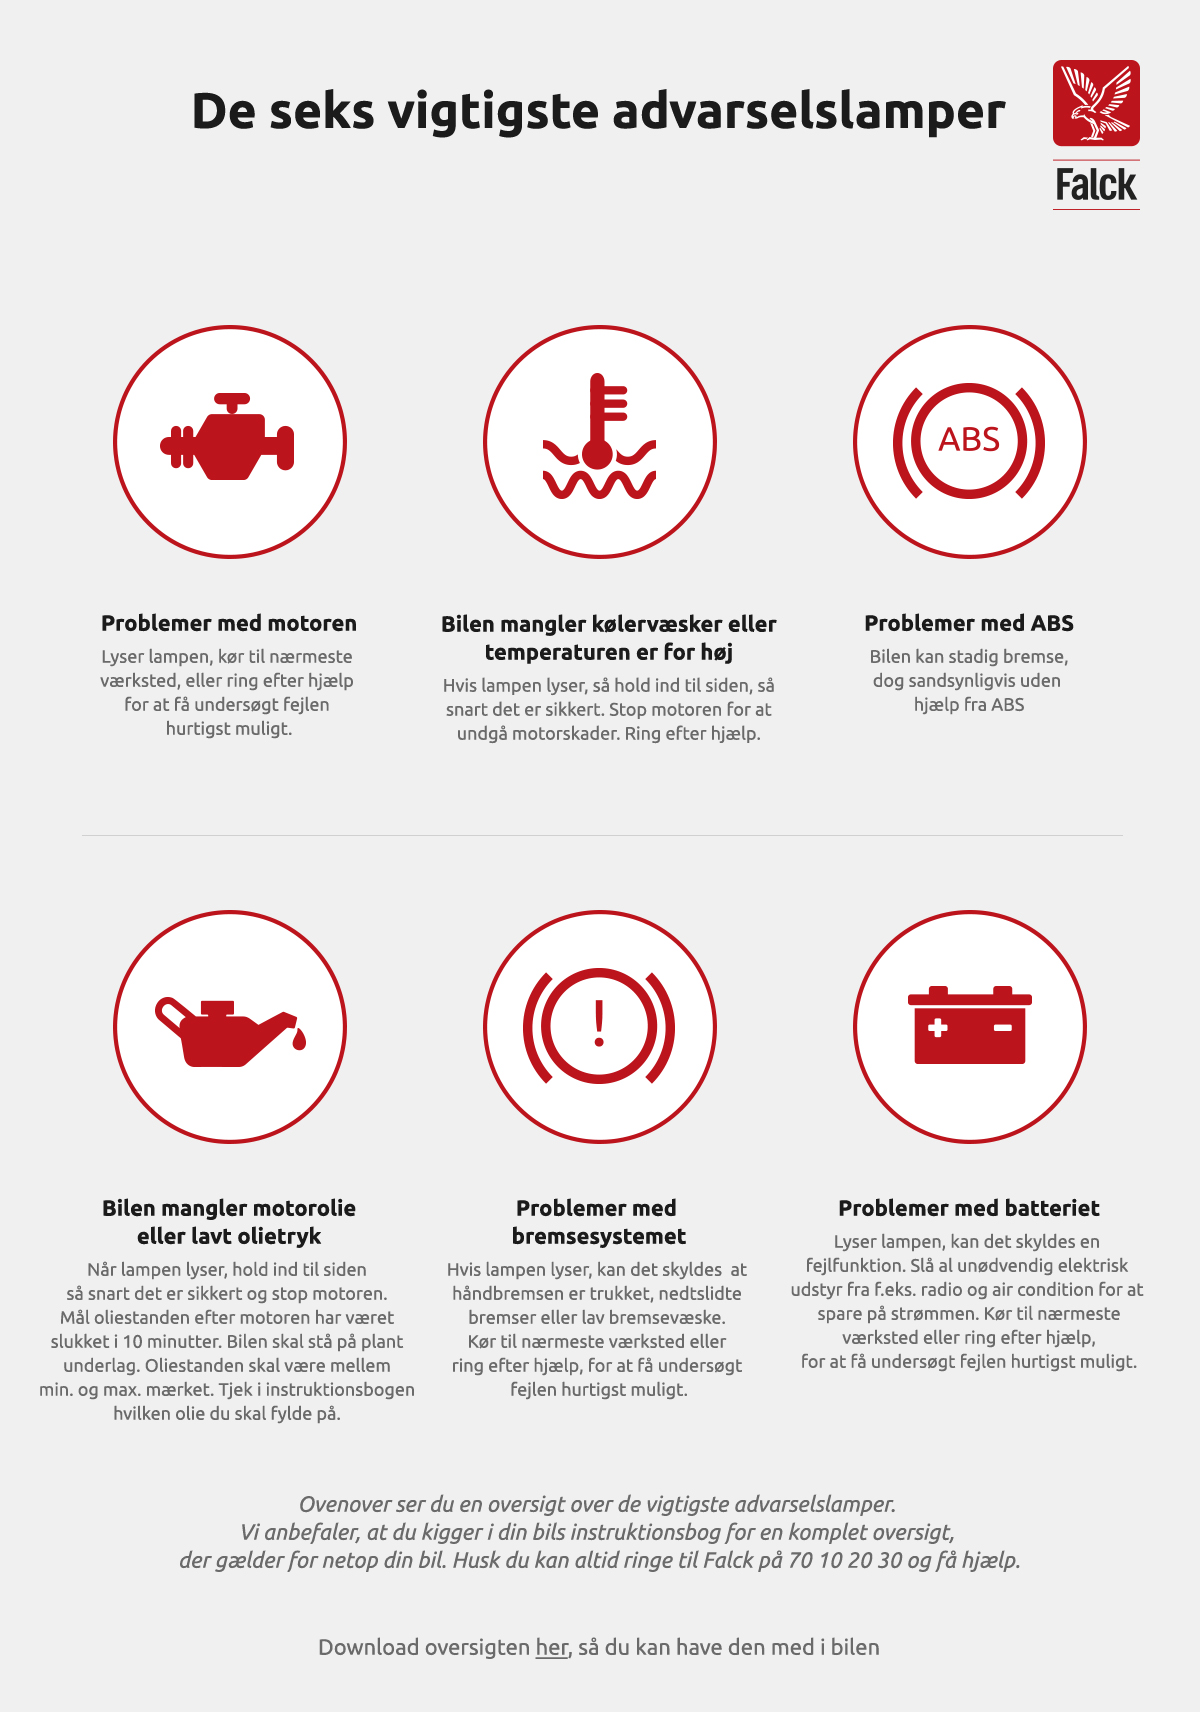 De seks vigtigste advarselslamper
Falck
ABS
Problemer med motoren
Lyser lampen, kør til nærmeste
værksted, eller ring efter hjælp
for at få undersøgt fejlen
hurtigst muligt.
Bilen mangler kølervæsker eller
temperaturen er for høj
Hvis lampen lyser, så hold ind til siden, så
snart det er sikkert. Stop motoren for at
undgå motorskader. Ring efter hjælp.
Problemer med ABS
Bilen kan stadig bremse,
dog sandsynligvis uden
hjælp fra ABS
!
Bilen mangler motorolie
eller lavt olietryk
Når lampen lyser, hold ind til siden
så snart det er sikkert og stop motoren.
Mål oliestanden efter motoren har været
slukket i 10 minutter. Bilen skal stå på plant
underlag. Oliestanden skal være mellem
min. og max. mærket. Tjek i instruktionsbogen
hvilken olie du skal fylde på.
Problemer med
bremsesystemet
Hvis lampen lyser, kan det skyldes at
håndbremsen er trukket, nedtslidte
bremser eller lav bremsevæske.
Kør til nærmeste værksted eller
ring efter hjælp, for at få undersøgt
fejlen hurtigst muligt.
Problemer med batteriet
Lyser lampen, kan det skyldes en
fejlfunktion. Slå al unødvendig elektrisk
udstyr fra f.eks. radio og air condition for at
spare på strømmen. Kør til nærmeste
værksted eller ring efter hjælp,
for at få undersøgt fejlen hurtigst muligt.
Ovenover ser du en oversigt over de vigtigste advarselslamper.
Vi anbefaler, at du kigger i din bils instruktionsbog for en komplet oversigt,
der gælder for netop din bil. Husk du kan altid ringe til Falck på 70 10 20 30 og få hjælp.
Download oversigten her, så du kan have den med i bilen